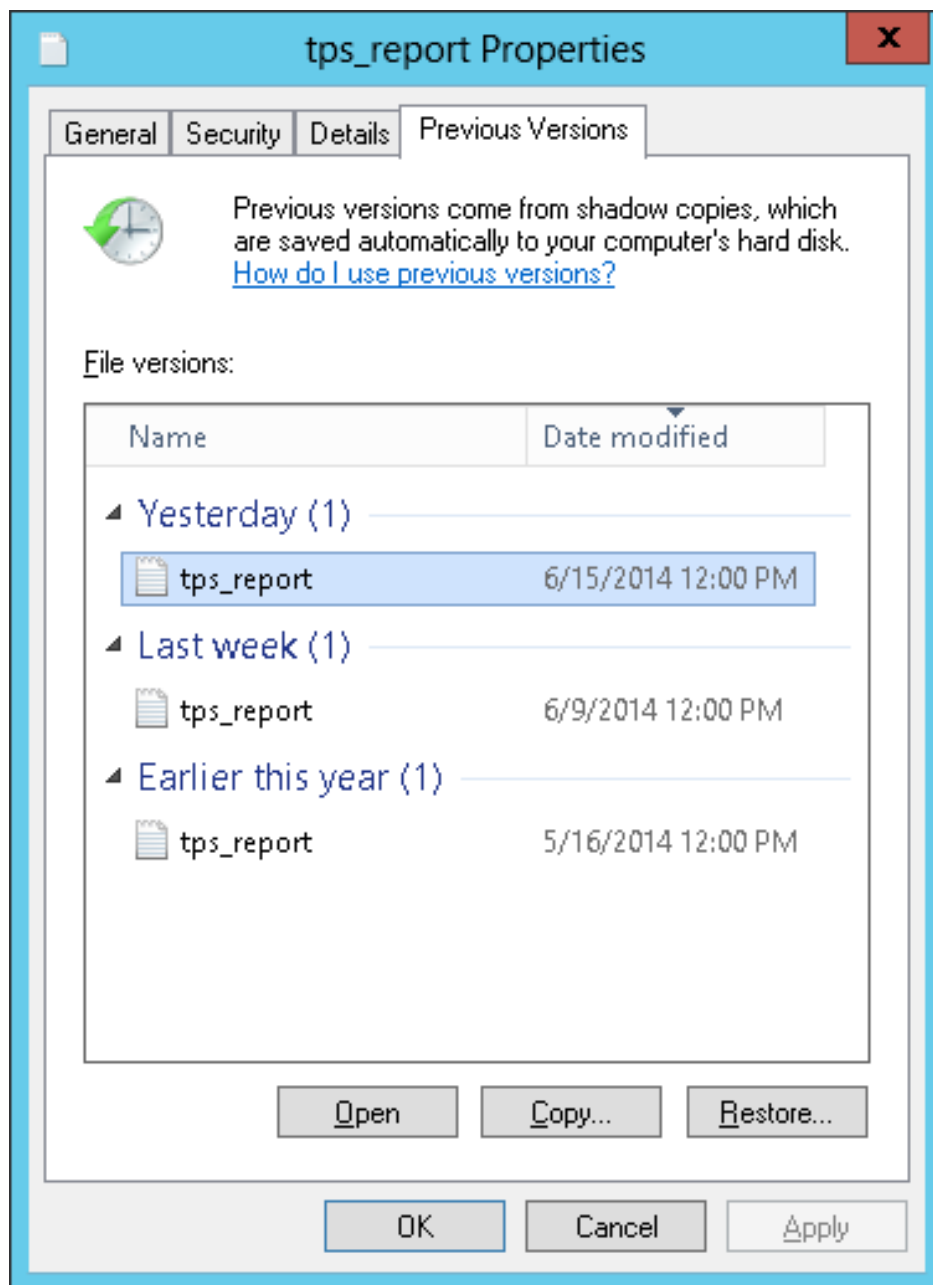 tps_report Properties
x
General Security Details Previous Versions
Previous versions come from shadow copies, which
are saved automatically to your computer's hard disk.
How do I use previous versions?
File versions:
Name Date modified
Yesterday (1)
tps_report 6/15/2014 12:00 PM
Last week (1)
tps_report 6/9/2014 12:00 PM
Earlier this year (1)
tps_report 5/16/2014 12:00 PM
Open Copy... Restore...
OK Cancel Apply